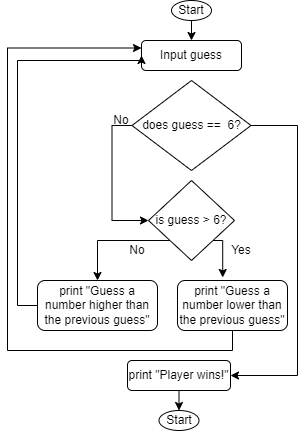 Start
Input guess
does guess ==  6?
No
is guess > 6?
No
Yes
print "Guess a
number higher than
the previous guess"
print "Guess a
number lower than
the previous guess"
print "Player wins!"
Start